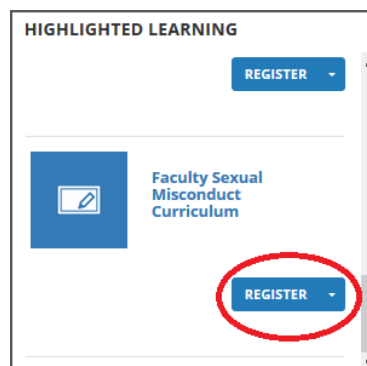 HIGHLIGHTED LEARNING
REGISTER
Faculty Sexual
Misconduct
Curriculum
REGISTER